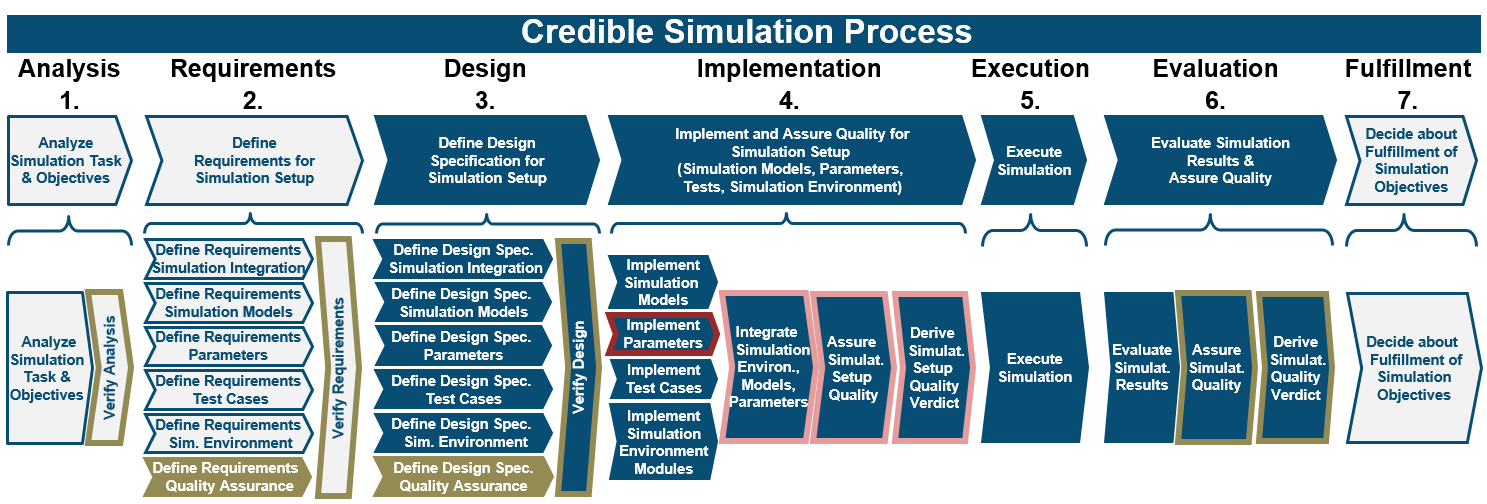 Credible Simulation Process
Analysis
1.
Requirements
2.
Design
3.
Implementation
4.
Execution
5.
Evaluation
6.
Fulfillment
7.
Analyze
Simulation Task
& Objectives
Define
Requirements for
Simulation Setup
Define Design
Specification for
Simulation Setup
Implement and Assure Quality for
Simulation Setup
(Simulation Models, Parameters,
Tests, Simulation Environment)
Execute
Simulation
Evaluate Simulation
Results &
Assure Quality
Decide about
Fulfillment of
Simulation
Objectives
Analyze
Simulation
Task &
Objectives
Verify Analysis
Define Requirements
Simulation Integration
Define Requirements
Simulation Models
Define Requirements
Parameters
Define Requirements
Test Cases
Define Requirements
Sim. Environment
Define Requirements
Quality Assurance
Verify Requirements
Define Design Spec.
Simulation Integration
Define Design Spec.
Simulation Models
Define Design Spec.
Parameters
Define Design Spec.
Test Cases
Define Design Spec.
Sim. Environment
Define Design Spec.
Quality Assurance
Verify Design
Implement
Simulation
Models
Implement
Parameters
Implement
Test Cases
Implement
Simulation
Environment
Modules
Integrate
Simulation
Environ.,
Models,
Parameters
Assure
Simulat.
Setup
Quality
Derive
Simulat.
Setup
Quality
Verdict
Execute
Simulation
Evaluate
Simulat.
Results
Assure
Simulat.
Quality
Derive
Simulat.
Quality
Verdict
Decide about
Fulfillment of
Simulation
Objectives